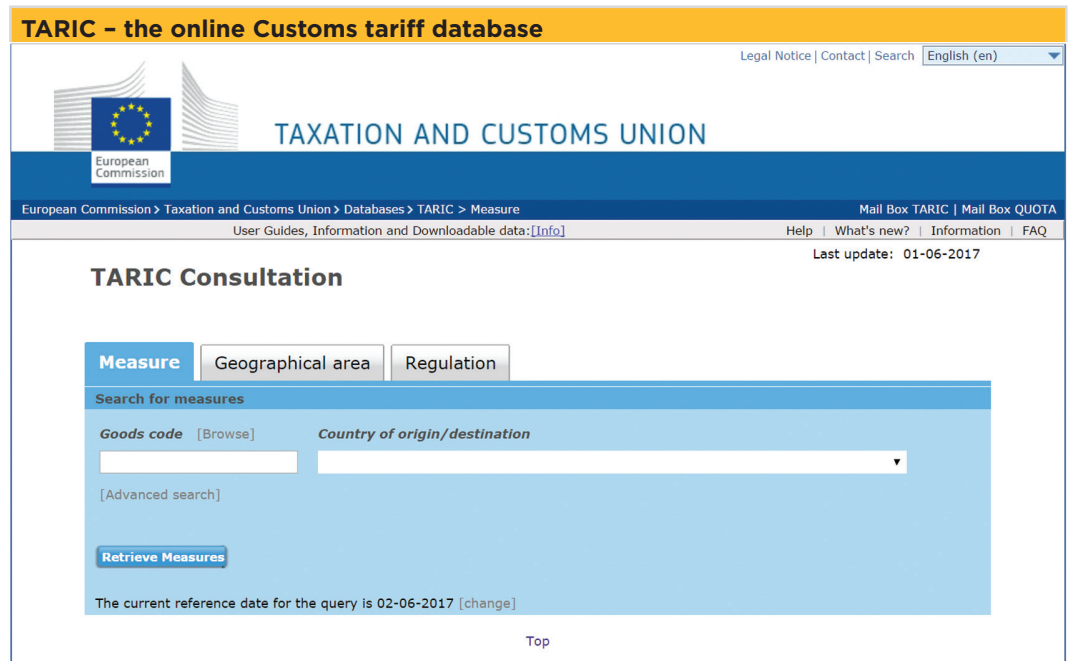 TARIC – the online Customs tariff database
Legal Notice | Contact | Search English (en)
TAXATION AND CUSTOMS UNION
European
Commission
European Commission > Taxation and Customs Union > Databases > TARIC > Measure Mail Box TARIC | Mail Box QUOTA
User Guides, Information and Downloadable data:[Info] Help | What's new? | Information | FAQ
Last update: 01-06-2017
TARIC Consultation
Measure Geographical area Regulation
Search for measures
Goods code [Browse] Country of origin/destination
[Advanced search]
Retrieve Measures
The current reference date for the query is 02-06-2017 [change]
Top